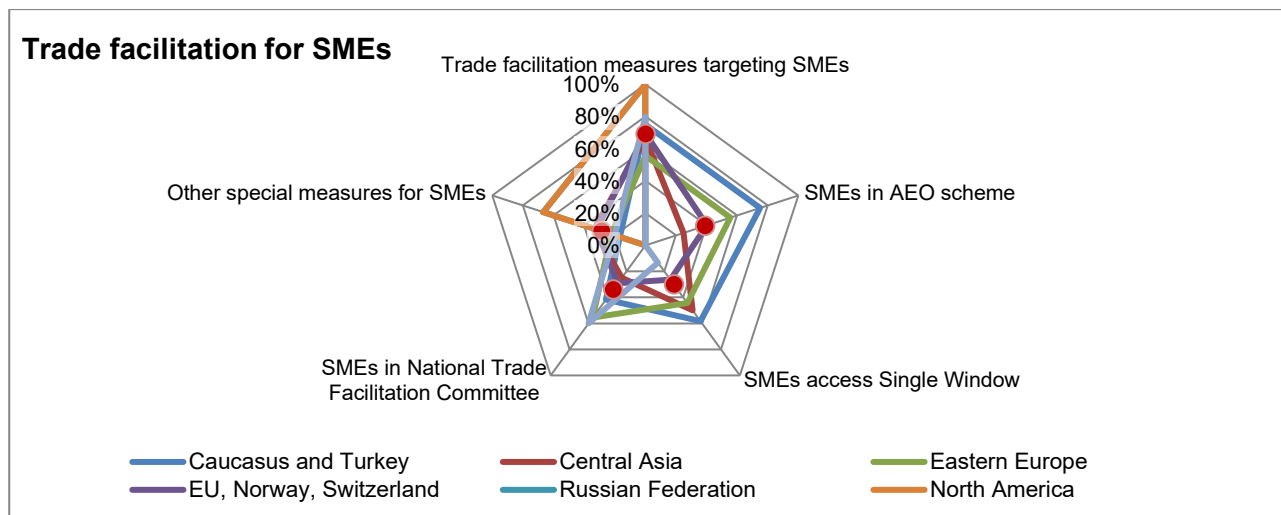 Trade facilitation for SMEs
Trade facilitation measures targeting SMEs
100%
80%
60%
40%
20%
0%
Other special measures for SMEs
SMEs in AEO scheme
SMEs in National Trade
Facilitation Committee
SMEs access Single Window
Caucasus and Turkey
Central Asia
Eastern Europe
EU, Norway, Switzerland
Russian Federation
North America